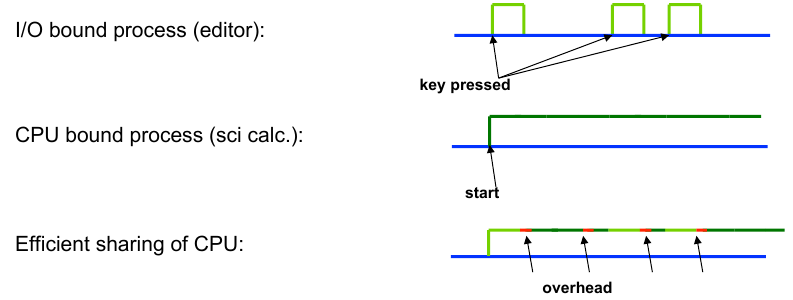 I/O bound process (editor):
key pressed
CPU bound process (sci calc.):
start
Efficient sharing of CPU:
overhead